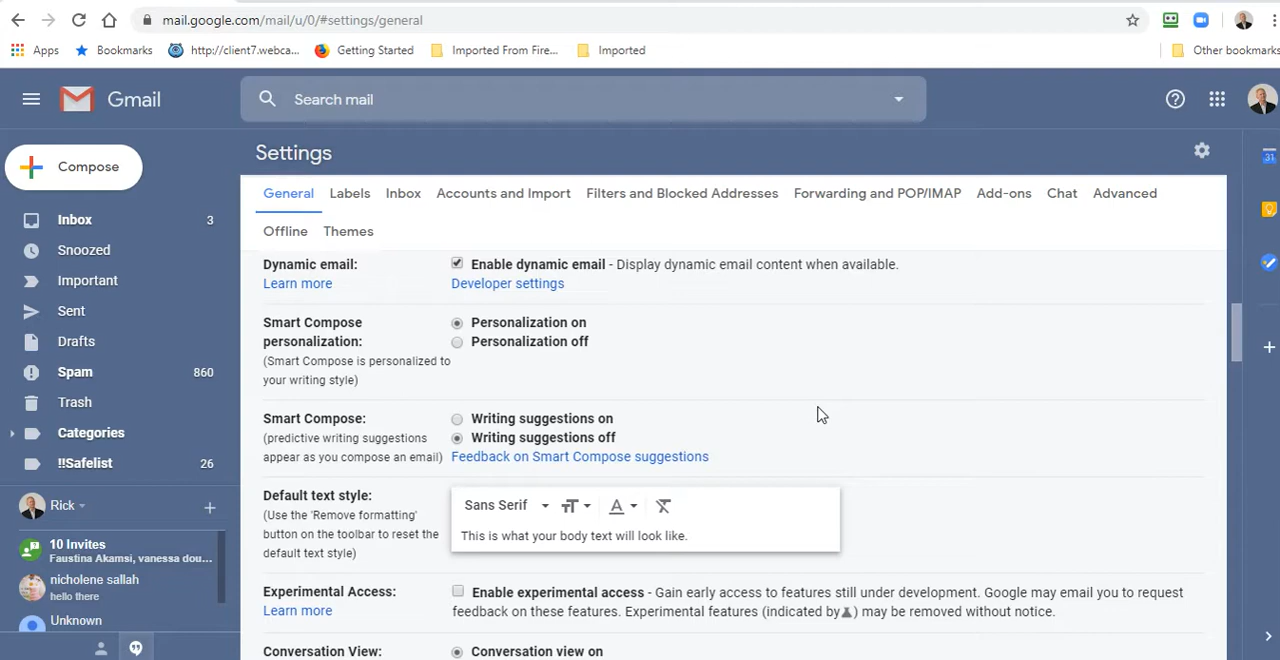 mail.google.com/mail/u/0/#settings/general
Apps
Bookmarks
http://client7.webca...
Getting Started
Imported From Fire...
Imported
Other bookmarks
Gmail
Search mail
Compose
Settings
General
Labels
Inbox
Accounts and Import
Filters and Blocked Addresses
Forwarding and POP/IMAP
Add-ons
Chat
Advanced
Offline
Themes
Inbox 3
Snoozed
Important
Sent
Drafts
Spam 860
Trash
Categories
!!Safelist 26
Rick
10 Invites
Faustina Akamsi, vanessa dou...
nicholene sallah
hello there
Unknown
Dynamic email:
Learn more
Enable dynamic email - Display dynamic email content when available.
Developer settings
Smart Compose
personalization:
(Smart Compose is personalized to
your writing style)
Personalization on
Personalization off
Smart Compose:
(predictive writing suggestions
appear as you compose an email)
Writing suggestions on
Writing suggestions off
Feedback on Smart Compose suggestions
Default text style:
(Use the 'Remove formatting'
button on the toolbar to reset the
default text style)
Sans Serif
This is what your body text will look like.
Experimental Access:
Learn more
Enable experimental access - Gain early access to features still under development. Google may email you to request
feedback on these features. Experimental features (indicated by ) may be removed without notice.
Conversation View:
Conversation view on
31